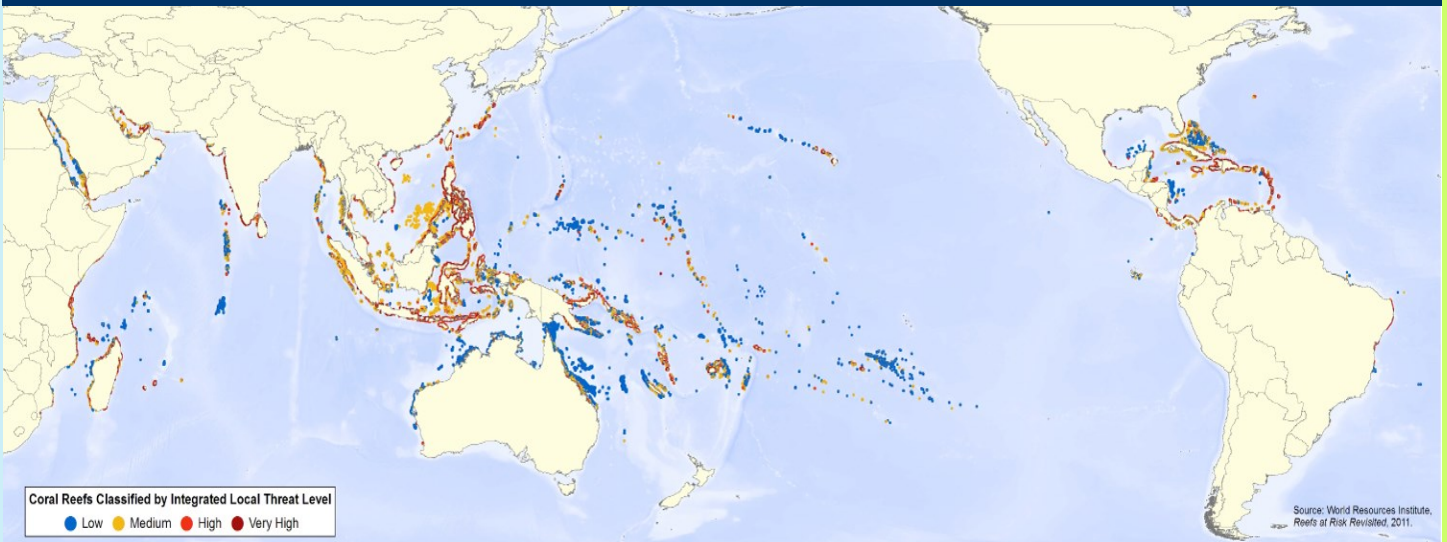 Coral Reefs Classified by Integrated Local Threat Level
Low Medium High Very High
Source: World Resources Institute,
Reefs at Risk Revisited, 2011.